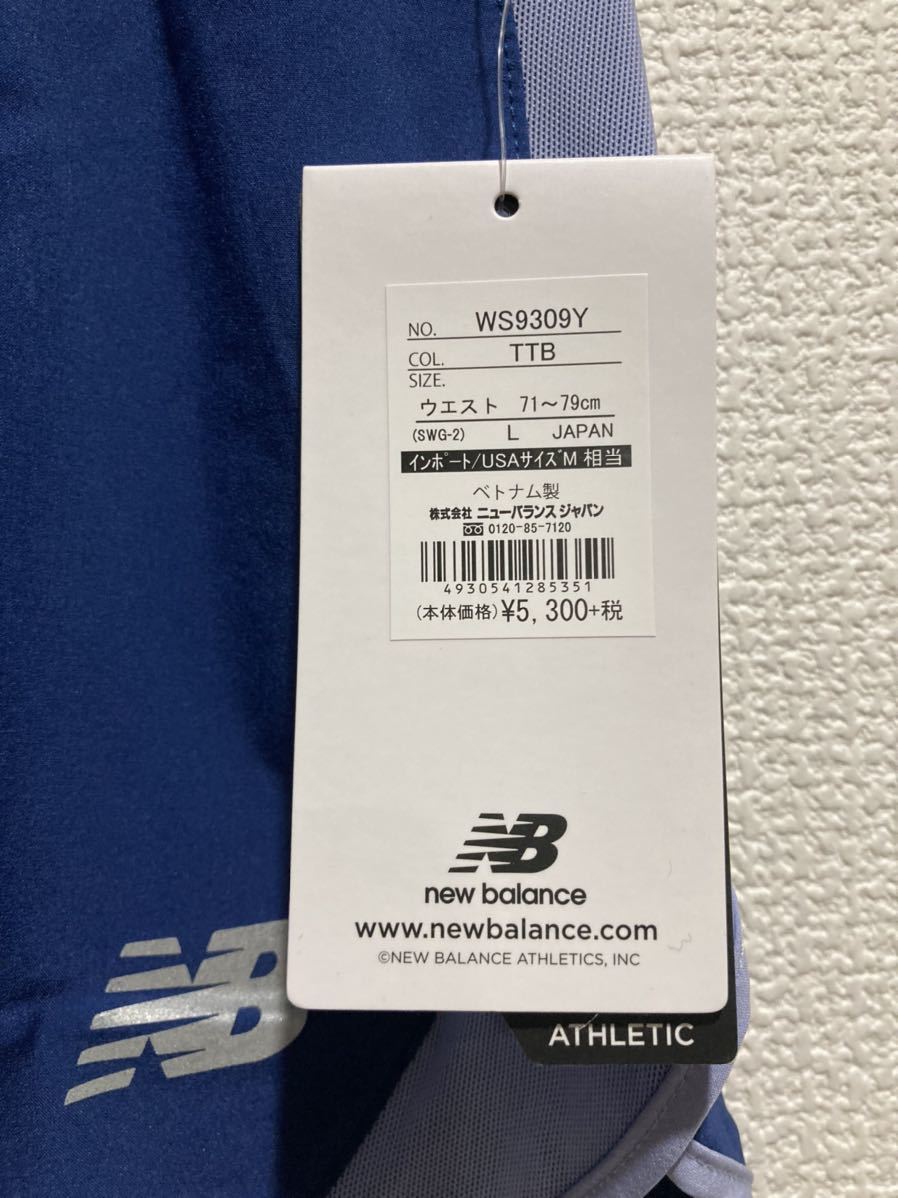 NO. WS9309Y
COL. TTB
SIZE.
ウエスト 71～79cm
(SWG-2) L JAPAN
インポート/USAサイズM 相当
ベトナム製
株式会社 ニューバランス ジャパン
0120-85-7120
4930541285351
(本体価格) ¥5,300+税
NB
new balance
www.newbalance.com
©NEW BALANCE ATHLETICS, INC
NB
ATHLETIC